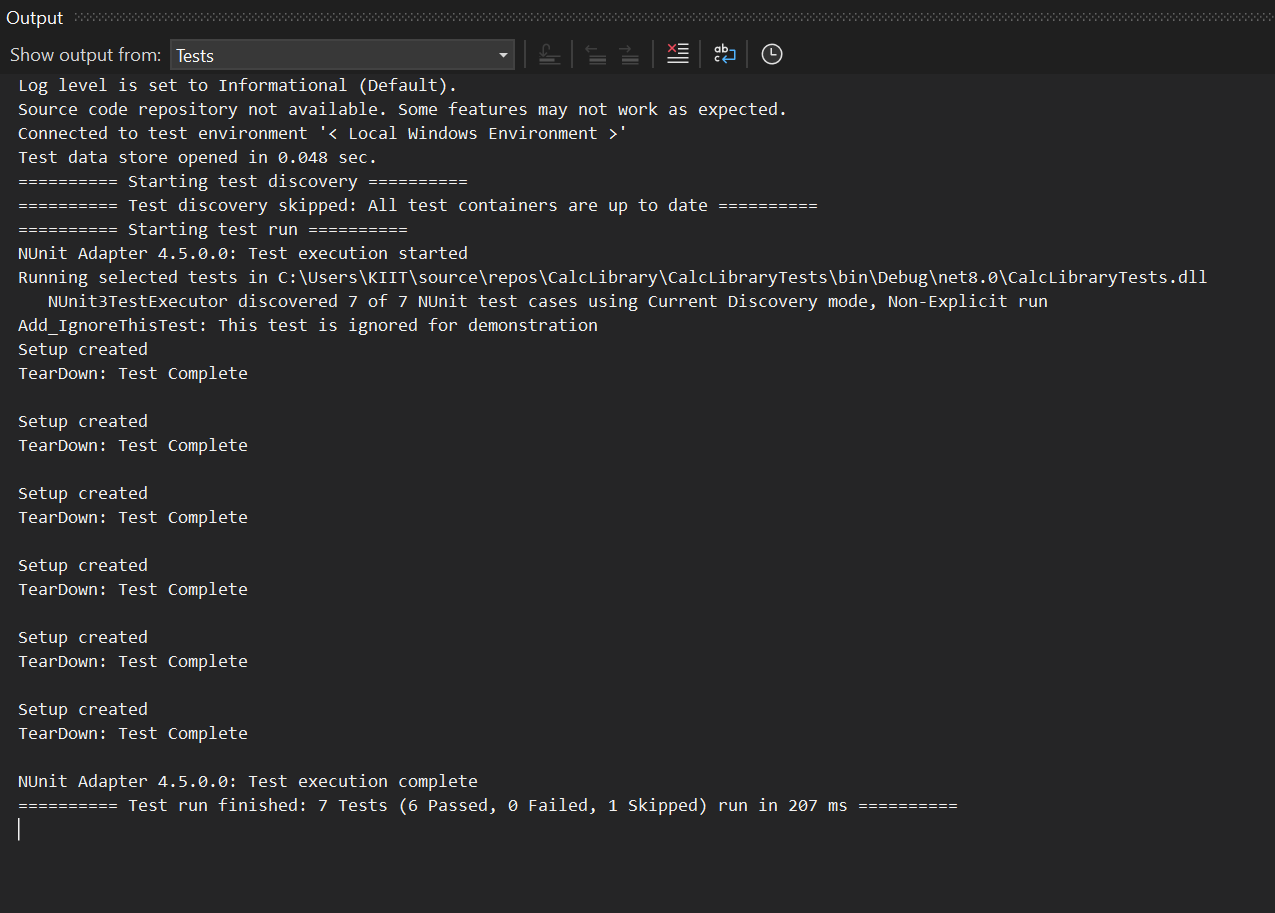 Output
Show output from: Tests
Log level is set to Informational (Default).
Source code repository not available. Some features may not work as expected.
Connected to test environment '< Local Windows Environment >'
Test data store opened in 0.048 sec.
========== Starting test discovery ==========
========== Test discovery skipped: All test containers are up to date ==========
========== Starting test run ==========
NUnit Adapter 4.5.0.0: Test execution started
Running selected tests in C:\Users\KIIT\source\repos\CalcLibrary\CalcLibraryTests\bin\Debug\net8.0\CalcLibraryTests.dll
   NUnit3TestExecutor discovered 7 of 7 NUnit test cases using Current Discovery mode, Non-Explicit run
Add_IgnoreThisTest: This test is ignored for demonstration
Setup created
TearDown: Test Complete
Setup created
TearDown: Test Complete
Setup created
TearDown: Test Complete
Setup created
TearDown: Test Complete
Setup created
TearDown: Test Complete
Setup created
TearDown: Test Complete
NUnit Adapter 4.5.0.0: Test execution complete
========== Test run finished: 7 Tests (6 Passed, 0 Failed, 1 Skipped) run in 207 ms ==========